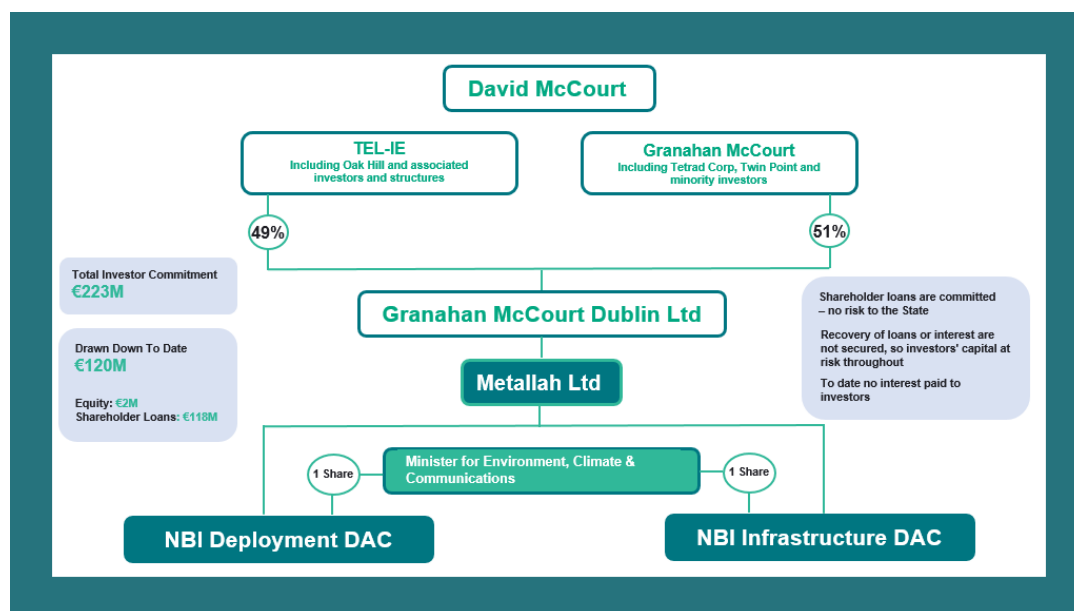 David McCourt
TEL-IE
Including Oak Hill and associated
investors and structures
Granahan McCourt
Including Tetrad Corp, Twin Point and
minority investors
49%
51%
Total Investor Commitment
€223M
Drawn Down To Date
€120M
Equity: €2M
Shareholder Loans: €118M
Granahan McCourt Dublin Ltd
Metallah Ltd
Shareholder loans are committed
– no risk to the State
Recovery of loans or interest are
not secured, so investors' capital at
risk throughout
To date no interest paid to
investors
1 Share
Minister for Environment, Climate &
Communications
1 Share
NBI Deployment DAC
NBI Infrastructure DAC